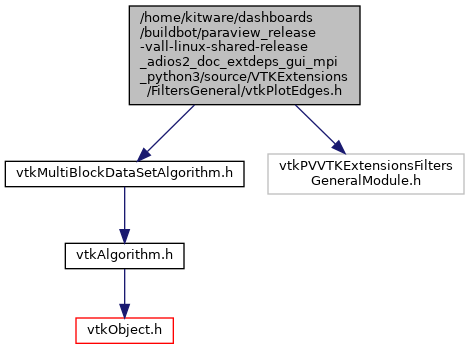 /home/kitware/dashboards
/buildbot/paraview_release
-vall-linux-shared-release
_adios2_doc_extdeps_gui_mpi
_python3/source/VTKExtensions
/FiltersGeneral/vtkPlotEdges.h
vtkMultiBlockDataSetAlgorithm.h
vtkPVVTKExtensionsFilters
GeneralModule.h
vtkAlgorithm.h
vtkObject.h